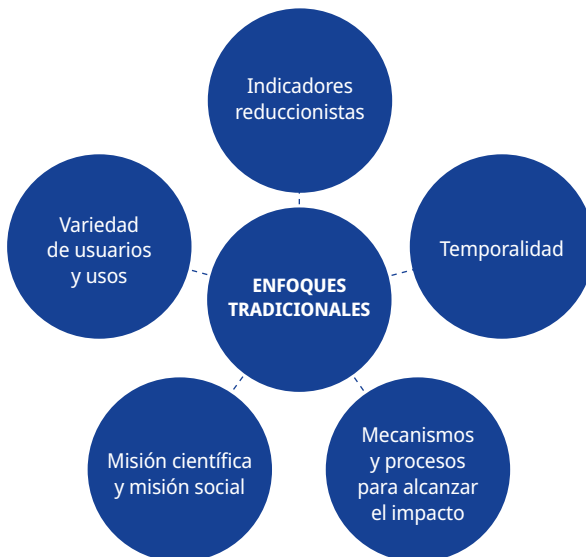 Indicadores
reduccionistas
Variedad
de usuarios
y usos
Temporalidad
ENFOQUES
TRADICIONALES
Misión científica
y misión social
Mecanismos
y procesos
para alcanzar
el impacto